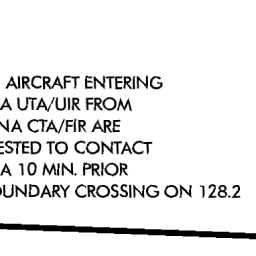 AIRCRAFT ENTERING
A UTA/UIR FROM
NA CTA/FIR ARE
ESTED TO CONTACT
A 10 MIN. PRIOR
OUNDARY CROSSING ON 128.2